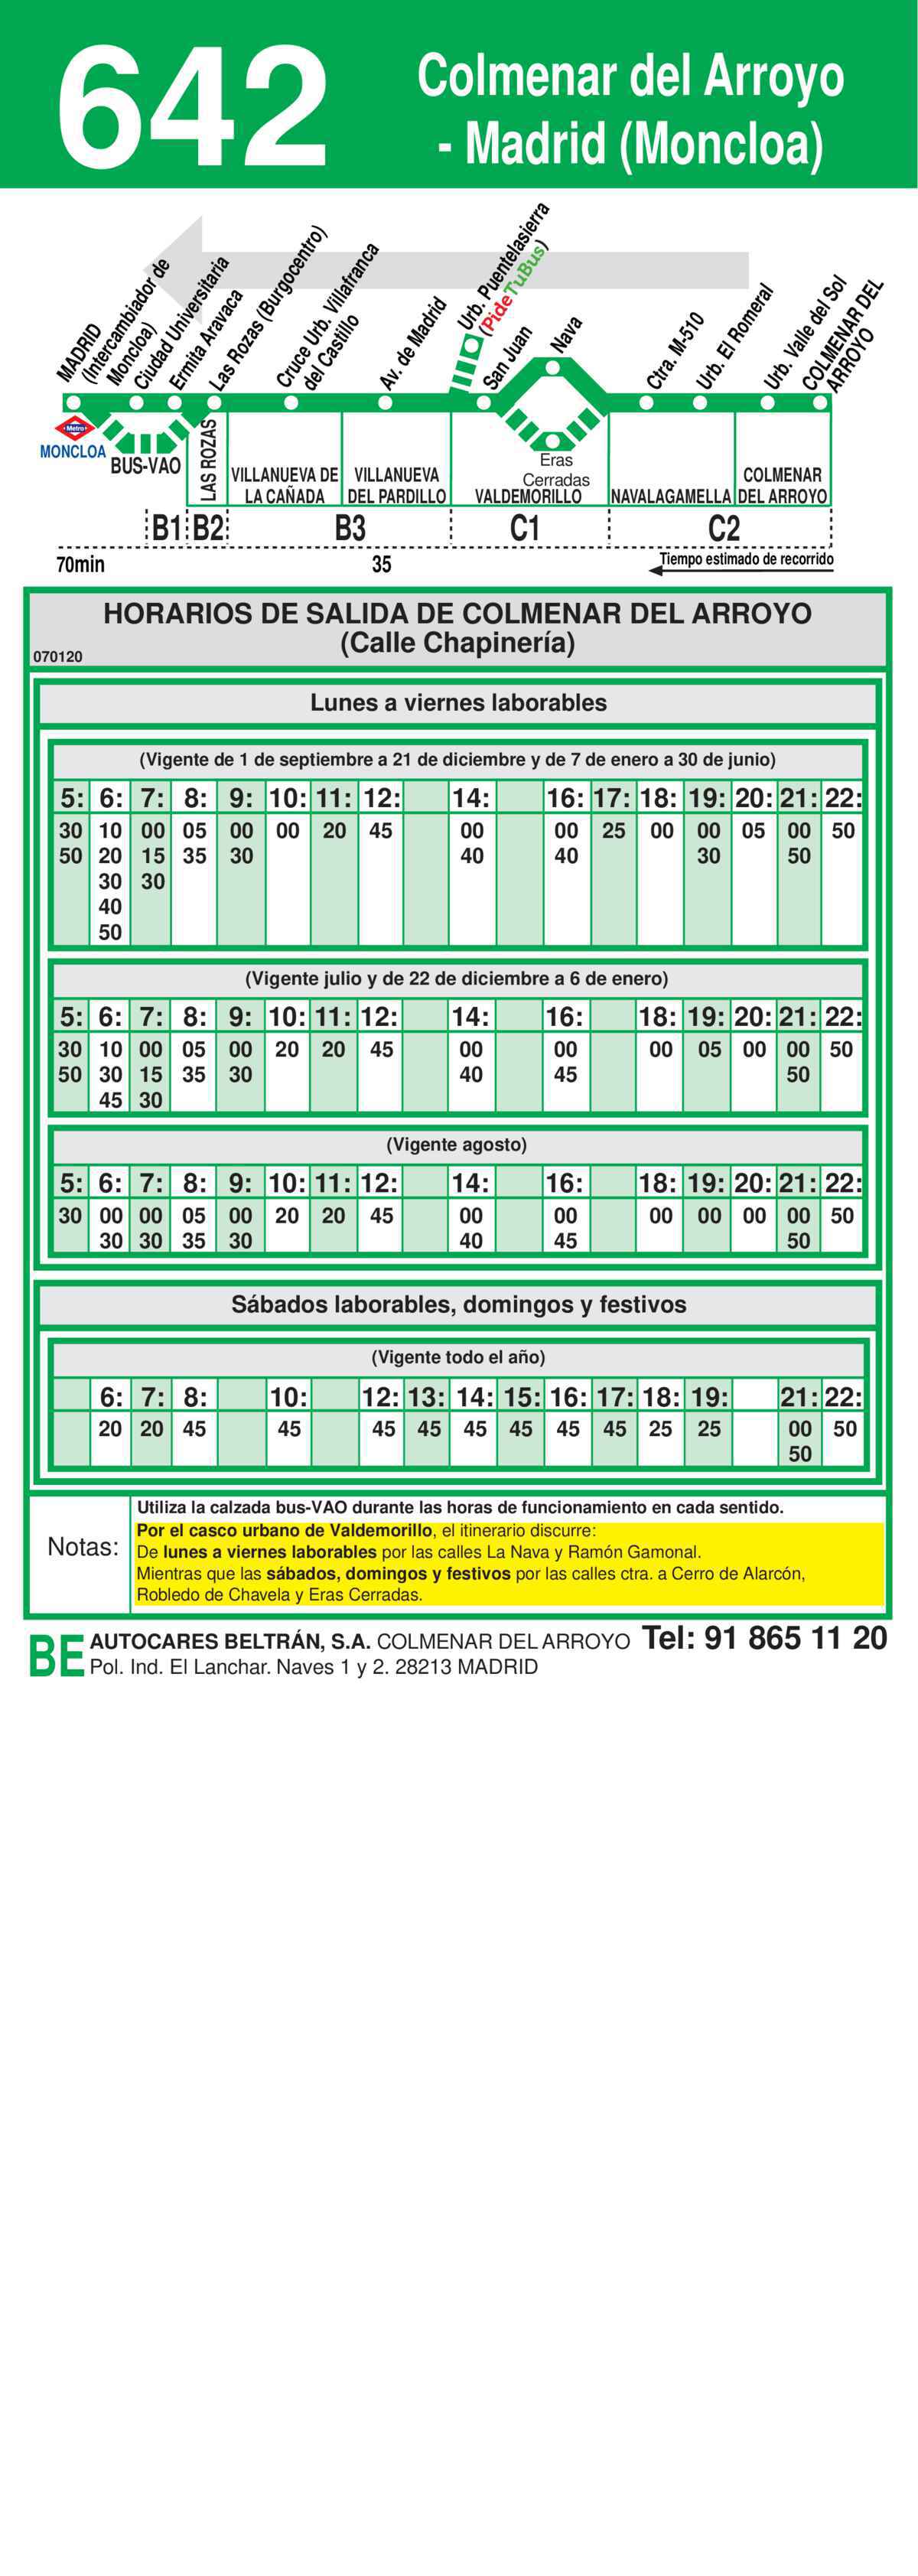 642
Colmenar del Arroyo
- Madrid (Moncloa)
MADRID
(Intercambiador de
Moncloa)
Ciudad Universitaria
Ermita Aravaca
Las Rozas (Burgocentro)
Cruce Urb. Villafranca
del Castillo
Av. de Madrid
Urb. Puentelasierra
(PideTuBus)
San Juan
Nava
Ctra. M-510
Urb. El Romeral
Urb. Valle del Sol
COLMENAR DEL
ARROYO
Metro
MONCLOA
BUS-VAO
LAS ROZAS
VILLANUEVA DE
LA CAÑADA
VILLANUEVA
DEL PARDILLO
Eras
Cerradas
VALDEMORILLO
NAVALAGAMELLA
COLMENAR
DEL ARROYO
B1 B2 B3 C1 C2
70min 35 Tiempo estimado de recorrido
HORARIOS DE SALIDA DE COLMENAR DEL ARROYO
(Calle Chapinería)
070120
Lunes a viernes laborables
(Vigente de 1 de septiembre a 21 de diciembre y de 7 de enero a 30 de junio)
5: 6: 7: 8: 9: 10: 11: 12: 14: 16: 17: 18: 19: 20: 21: 22:
30 10 00 05 00 00 20 45 00 00 25 00 00 05 00 50
50 20 15 35 30 40 40 30 50
30 30
40
50
(Vigente julio y de 22 de diciembre a 6 de enero)
5: 6: 7: 8: 9: 10: 11: 12: 14: 16: 18: 19: 20: 21: 22:
30 10 00 05 00 20 20 45 00 00 00 05 00 00 50
50 30 15 35 30 40 45 50
45 30
(Vigente agosto)
5: 6: 7: 8: 9: 10: 11: 12: 14: 16: 18: 19: 20: 21: 22:
30 00 00 05 00 20 20 45 00 00 00 00 00 00 50
30 30 35 30 40 45 50
Sábados laborables, domingos y festivos
(Vigente todo el año)
6: 7: 8: 10: 12: 13: 14: 15: 16: 17: 18: 19: 21: 22:
20 20 45 45 45 45 45 45 45 45 25 25 00 50
50
Notas:
Utiliza la calzada bus-VAO durante las horas de funcionamiento en cada sentido.
Por el casco urbano de Valdemorillo, el itinerario discurre:
De lunes a viernes laborables por las calles La Nava y Ramón Gamonal.
Mientras que las sábados, domingos y festivos por las calles ctra. a Cerro de Alarcón,
Robledo de Chavela y Eras Cerradas.
BE AUTOCARES BELTRÁN, S.A. COLMENAR DEL ARROYO Tel: 91 865 11 20
Pol. Ind. El Lanchar. Naves 1 y 2. 28213 MADRID